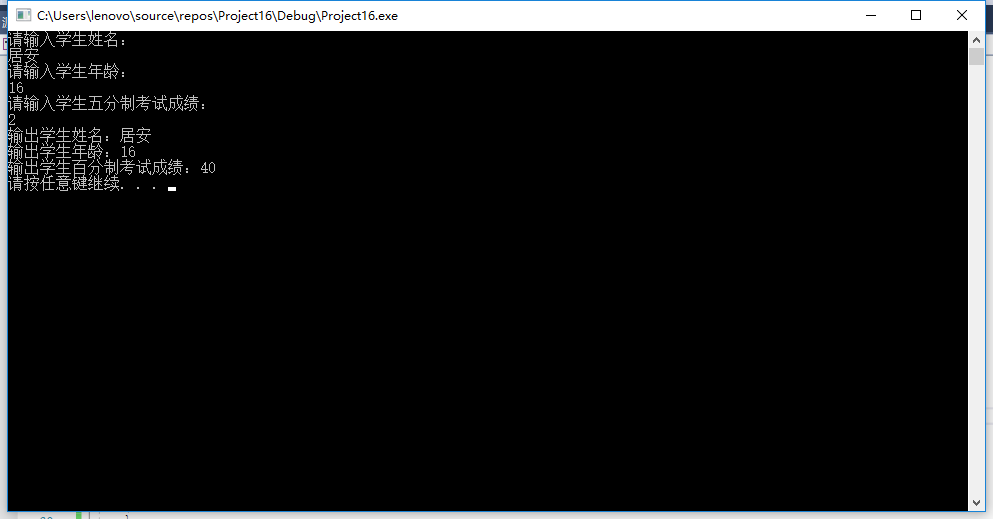 C:\Users\lenovo\source\repos\Project16\Debug\Project16.exe
请输入学生姓名:
居安
请输入学生年龄:
16
请输入学生五分制考试成绩:
2
输出学生姓名: 居安
输出学生年龄: 16
输出学生百分制考试成绩: 40
请按任意键继续. . .